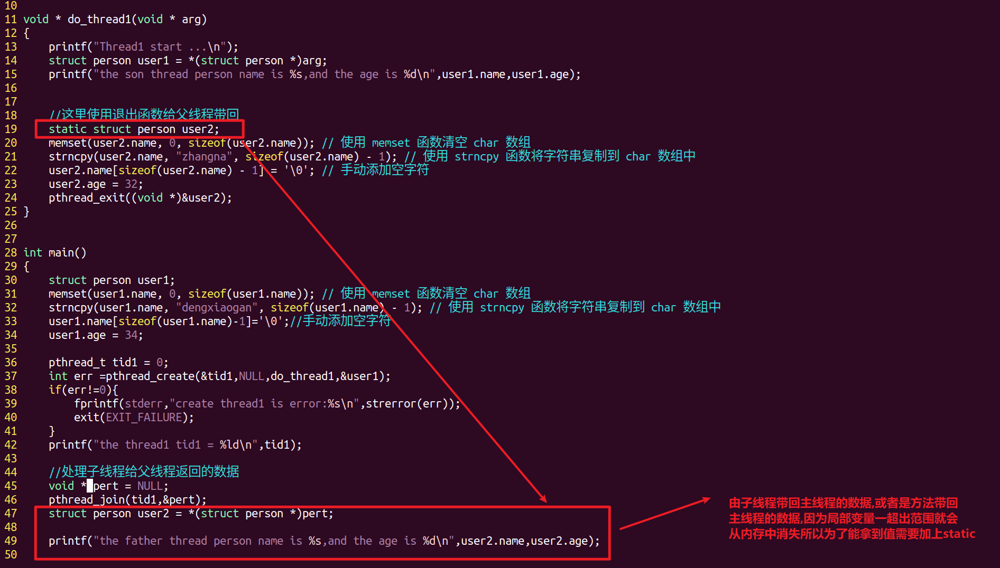 10
11 void * do_thread1(void * arg)
12 {
13     printf("Thread1 start ...\n");
14     struct person user1 = *(struct person *)arg;
15     printf("the son thread person name is %s,and the age is %d\n",user1.name,user1.age);
16
17
18     //这里使用退出函数给父线程带回
19     static struct person user2;
20     memset(user2.name, 0, sizeof(user2.name)); // 使用 memset 函数清空 char 数组
21     strncpy(user2.name, "zhangna", sizeof(user2.name) - 1); // 使用 strncpy 函数将字符串复制到 char 数组中
22     user2.name[sizeof(user2.name) - 1] = '\0'; // 手动添加空字符
23     user2.age = 32;
24     pthread_exit((void *)&user2);
25 }
26
27
28 int main()
29 {
30     struct person user1;
31     memset(user1.name, 0, sizeof(user1.name)); // 使用 memset 函数清空 char 数组
32     strncpy(user1.name, "dengxiaogan", sizeof(user1.name) - 1); // 使用 strncpy 函数将字符串复制到 char 数组中
33     user1.name[sizeof(user1.name)-1]='\0';//手动添加空字符
34     user1.age = 34;
35
36     pthread_t tid1 = 0;
37     int err =pthread_create(&tid1,NULL,do_thread1,&user1);
38     if(err!=0){
39         fprintf(stderr,"create thread1 is error:%s\n",strerror(err));
40         exit(EXIT_FAILURE);
41     }
42     printf("the thread1 tid1 = %ld\n",tid1);
43
44     //处理子线程给父线程返回的数据
45     void * pert = NULL;
46     pthread_join(tid1,&pert);
47     struct person user2 = *(struct person *)pert;
48
49     printf("the father thread person name is %s,and the age is %d\n",user2.name,user2.age);
50
由子线程带回主线程的数据,或者是方法带回
主线程的数据,因为局部变量一超出范围就会
从内存中消失所以为了能拿到值需要加上static